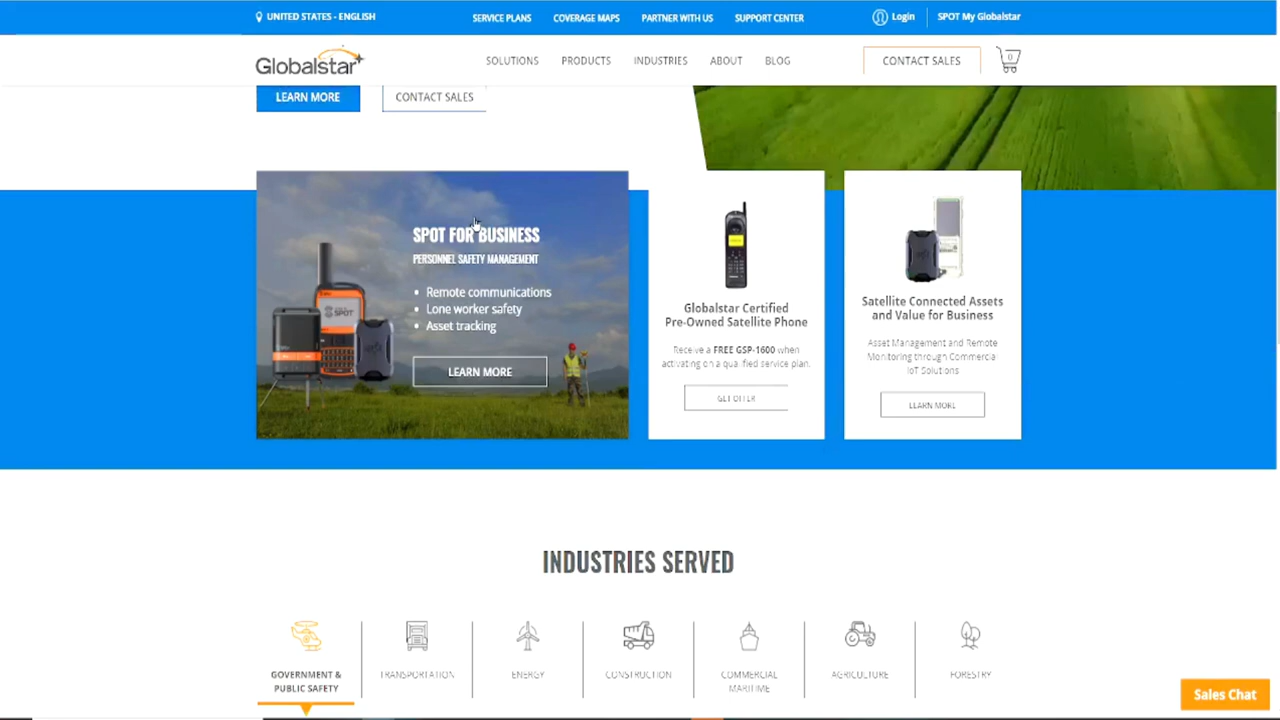 UNITED STATES - ENGLISH
SERVICE PLANS
COVERAGE MAPS
PARTNER WITH US
SUPPORT CENTER
Login
SPOT My Globalstar
Globalstar
SOLUTIONS
PRODUCTS
INDUSTRIES
ABOUT
BLOG
CONTACT SALES
0
LEARN MORE
CONTACT SALES
SPOT FOR BUSINESS
PERSONNEL SAFETY MANAGEMENT
• Remote communications
• Lone worker safety
• Asset tracking
LEARN MORE
SPOT
Globalstar Certified
Pre-Owned Satellite Phone
Receive a FREE GSP-1600 when
activating on a qualified service plan.
GET OFFER
Satellite Connected Assets
and Value for Business
Asset Management and Remote
Monitoring through Commercial
IoT Solutions
LEARN MORE
INDUSTRIES SERVED
GOVERNMENT &
PUBLIC SAFETY
TRANSPORTATION
ENERGY
CONSTRUCTION
COMMERCIAL
MARITIME
AGRICULTURE
FORESTRY
Sales Chat